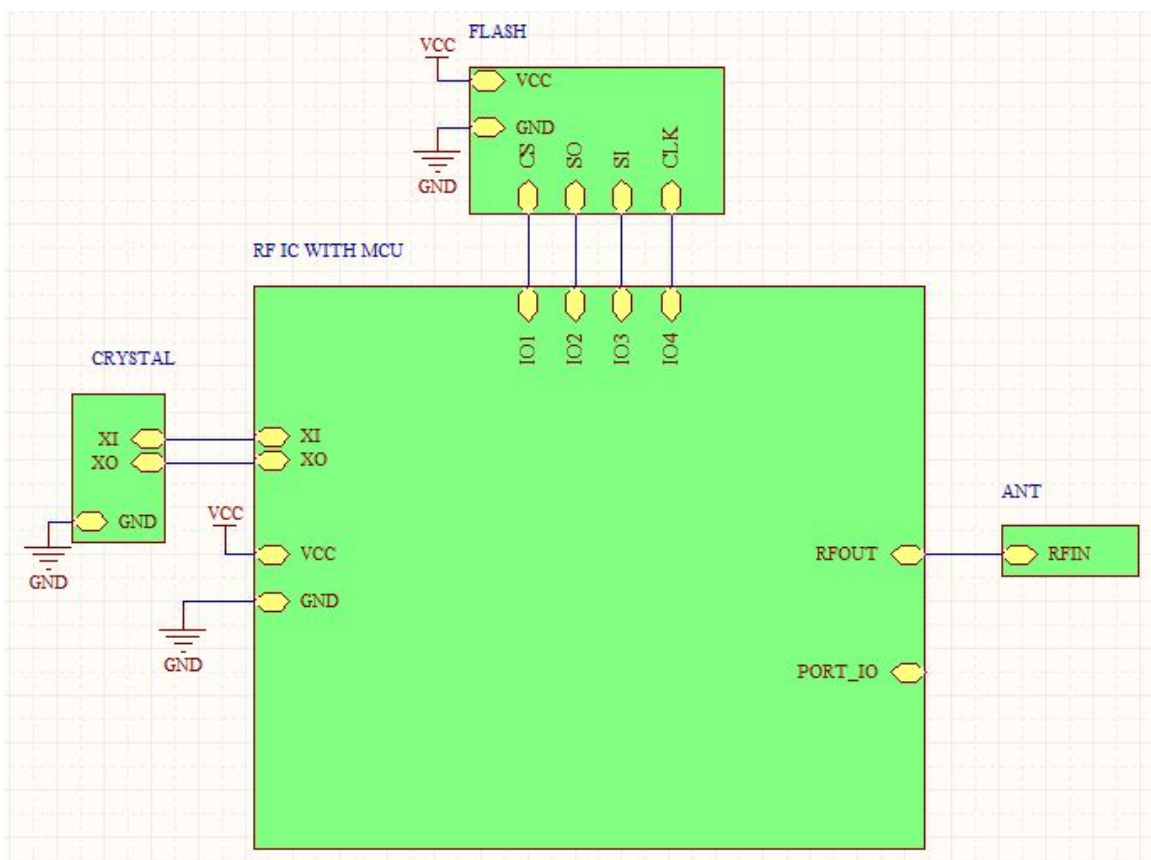 FLASH
VCC
VCC
GND
GND
CS
SO
SI
CLK
RF IC WITH MCU
IO1
IO2
IO3
IO4
CRYSTAL
XI
XO
GND
GND
XI
XO
VCC
VCC
GND
GND
ANT
RFOUT
RFIN
PORT_IO